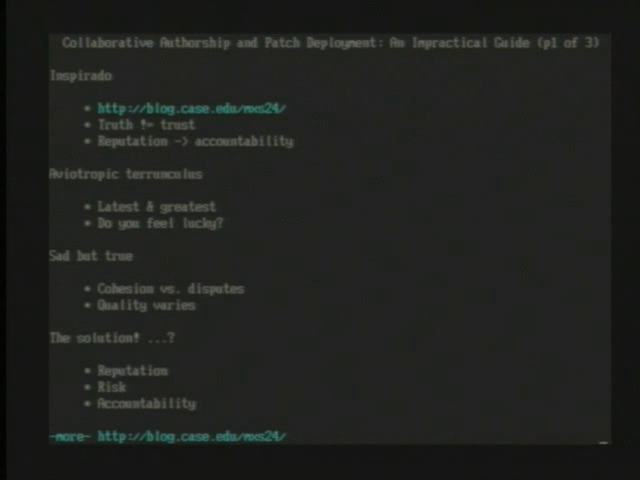 Collaborative Authorship and Patch Deployment: An Impractical Guide (p1 of 3)
Inspirado
* http://blog.case.edu/mxs24/
* Truth != trust
* Reputation -> accountability
Aviotropic terrunculus
* Latest & greatest
* Do you feel lucky?
Sad but true
* Cohesion vs. disputes
* Quality varies
The solution! ...?
* Reputation
* Risk
* Accountability
-more- http://blog.case.edu/mxs24/